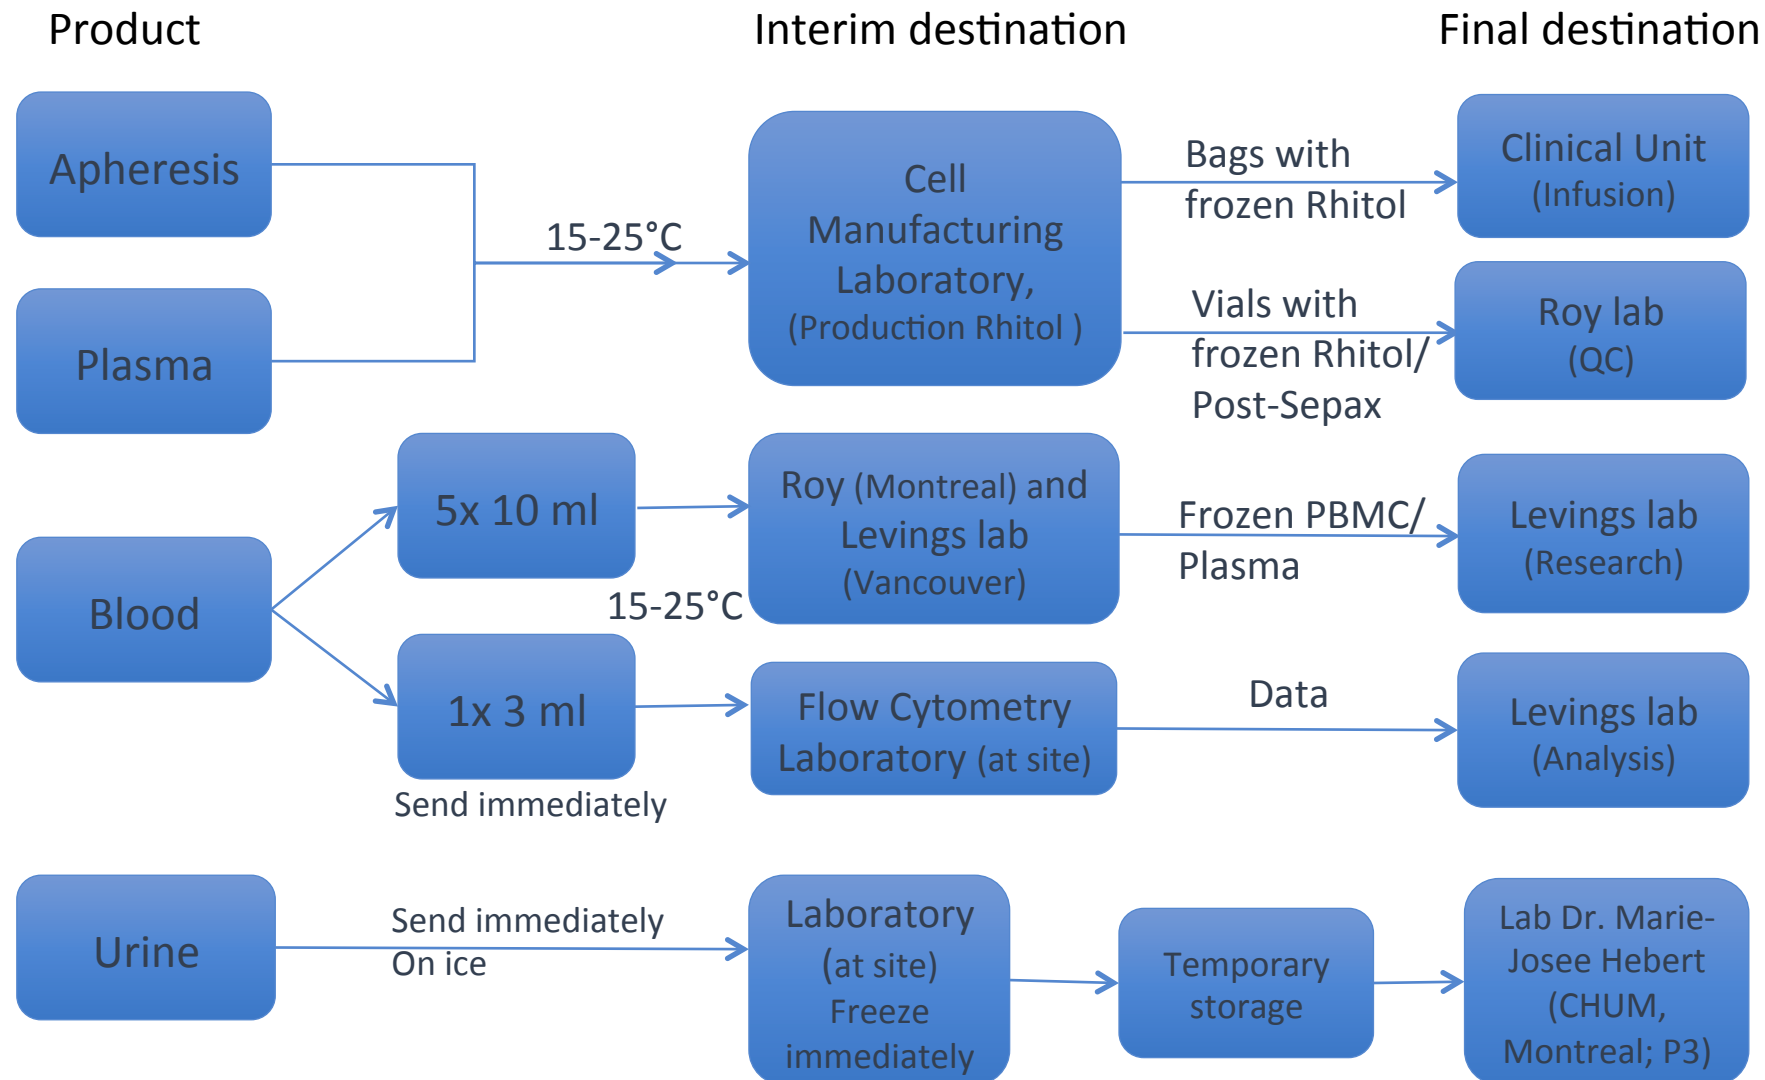 Product
Interim destination
Final destination
Apheresis
Plasma
15-25°C
Cell
Manufacturing
Laboratory,
(Production Rhitol )
Bags with
frozen Rhitol
Clinical Unit
(Infusion)
Vials with
frozen Rhitol/
Post-Sepax
Roy lab
(QC)
Blood
5x 10 ml
15-25°C
Roy (Montreal) and
Levings lab
(Vancouver)
Frozen PBMC/
Plasma
Levings lab
(Research)
1x 3 ml
Send immediately
Flow Cytometry
Laboratory (at site)
Data
Levings lab
(Analysis)
Urine
Send immediately
On ice
Laboratory
(at site)
Freeze
immediately
Temporary
storage
Lab Dr. Marie-
Josee Hebert
(CHUM,
Montreal; P3)